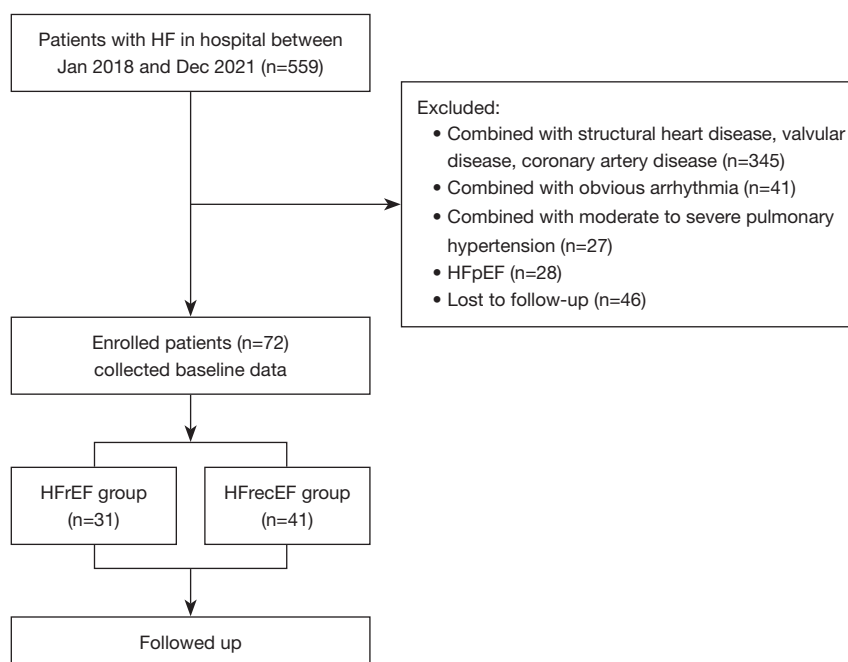 Patients with HF in hospital between
Jan 2018 and Dec 2021 (n=559)
Excluded:
• Combined with structural heart disease, valvular
disease, coronary artery disease (n=345)
• Combined with obvious arrhythmia (n=41)
• Combined with moderate to severe pulmonary
hypertension (n=27)
• HFpEF (n=28)
• Lost to follow-up (n=46)
Enrolled patients (n=72)
collected baseline data
HFrEF group
(n=31)
HFrecEF group
(n=41)
Followed up